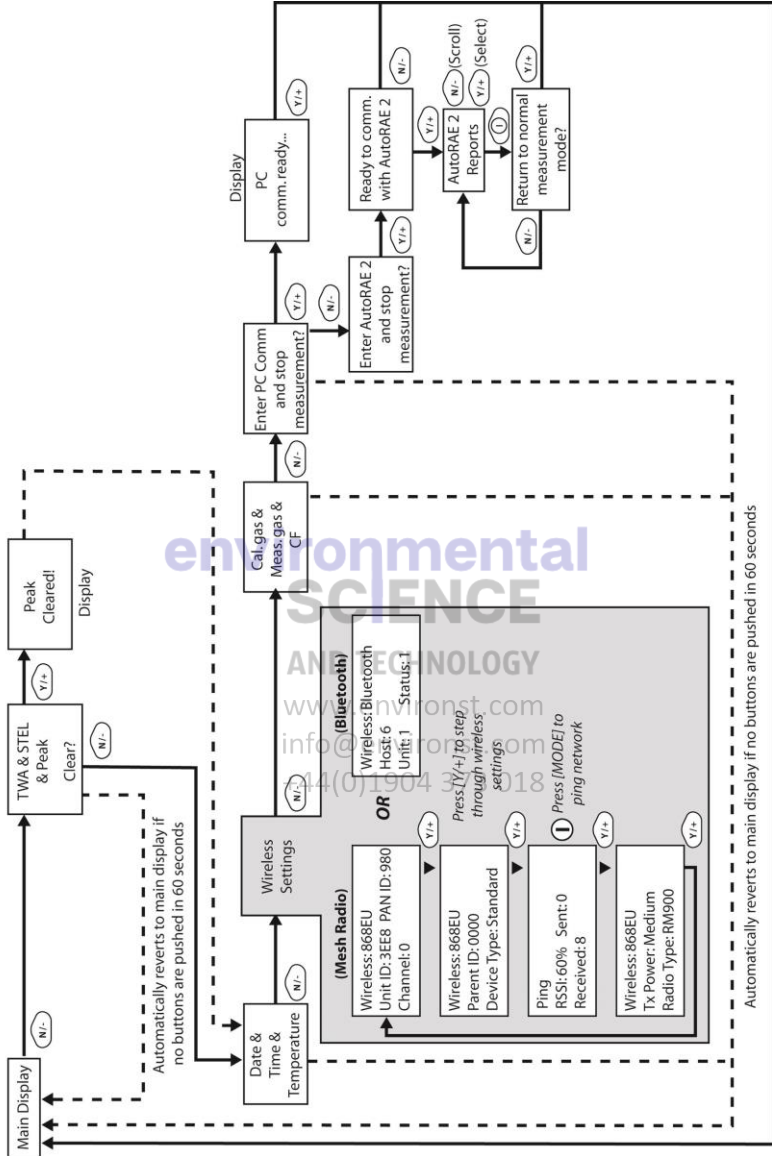 Main Display
N/-
TWA & STEL
& Peak
Clear?
Y/+
Peak
Cleared!
Display
N/-
Automatically reverts to main display if
no buttons are pushed in 60 seconds
Date &
Time &
Temperature
N/-
Wireless
Settings
N/-
Cal. gas &
Meas. gas &
CF
N/-
Enter PC Comm
and stop
measurement?
Y/+
Display
PC
comm. ready...
Y/+
N/-
Enter AutoRAE 2
and stop
measurement?
Y/+
Ready to comm.
with AutoRAE 2
N/-
Y/+
AutoRAE 2
Reports
N/- (Scroll)
Y/+ (Select)
Return to normal
measurement
mode?
N/-
Y/+
(Mesh Radio)
Wireless: 868EU
Unit ID: 3EE8 PAN ID: 980
Channel: 0
Y/+
Wireless: 868EU
Parent ID: 0000
Device Type: Standard
Y/+
Ping
RSSI: 60% Sent: 0
Received: 8
Y/+
Wireless: 868EU
Tx Power: Medium
Radio Type: RM900
Y/+
OR
(Bluetooth)
Wireless: Bluetooth
Host: 6
Unit: 1 Status: 1
Press [Y/+] to step
through wireless
settings
Press [MODE] to
ping network
Automatically reverts to main display if no buttons are pushed in 60 seconds
environmental
SCIENCE
AND TECHNOLOGY
www.environst.com
info@environst.com